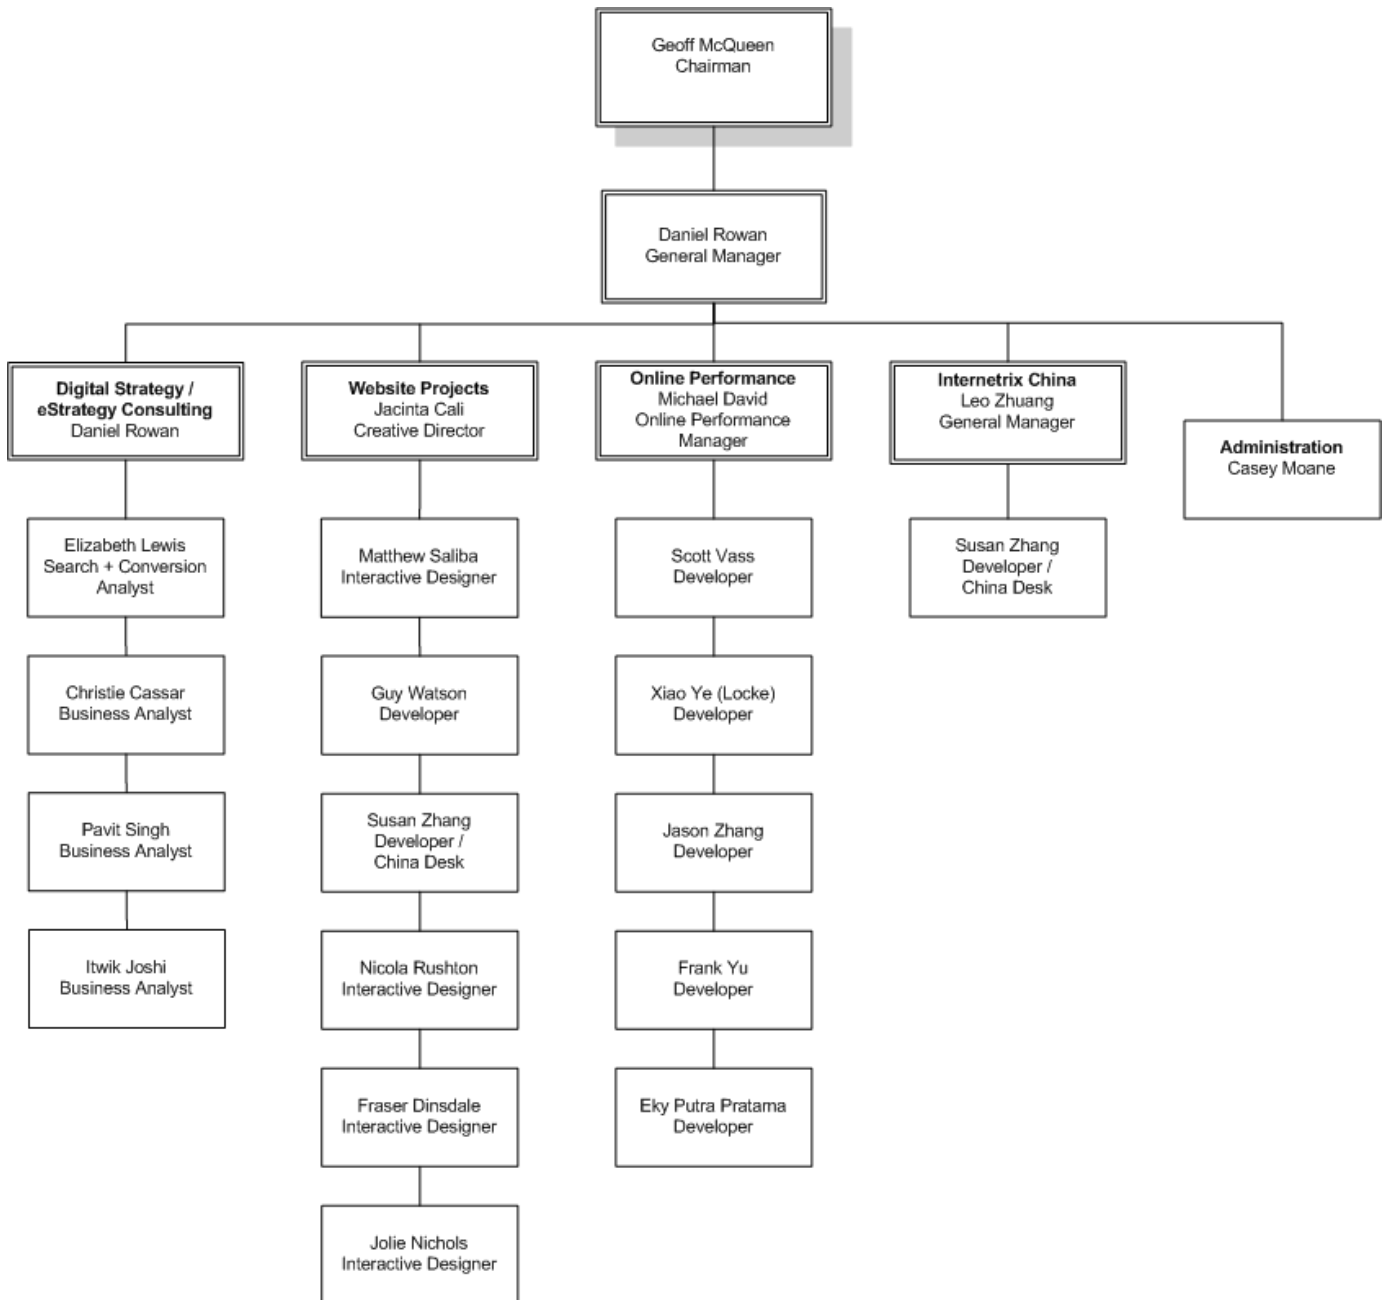 Geoff McQueen
Chairman
Daniel Rowan
General Manager
Digital Strategy /
eStrategy Consulting
Daniel Rowan
Website Projects
Jacinta Cali
Creative Director
Online Performance
Michael David
Online Performance
Manager
Internetrix China
Leo Zhuang
General Manager
Administration
Casey Moane
Elizabeth Lewis
Search + Conversion
Analyst
Christie Cassar
Business Analyst
Pavit Singh
Business Analyst
Itwik Joshi
Business Analyst
Matthew Saliba
Interactive Designer
Guy Watson
Developer
Susan Zhang
Developer /
China Desk
Nicola Rushton
Interactive Designer
Fraser Dinsdale
Interactive Designer
Jolie Nichols
Interactive Designer
Scott Vass
Developer
Xiao Ye (Locke)
Developer
Jason Zhang
Developer
Frank Yu
Developer
Eky Putra Pratama
Developer
Susan Zhang
Developer /
China Desk